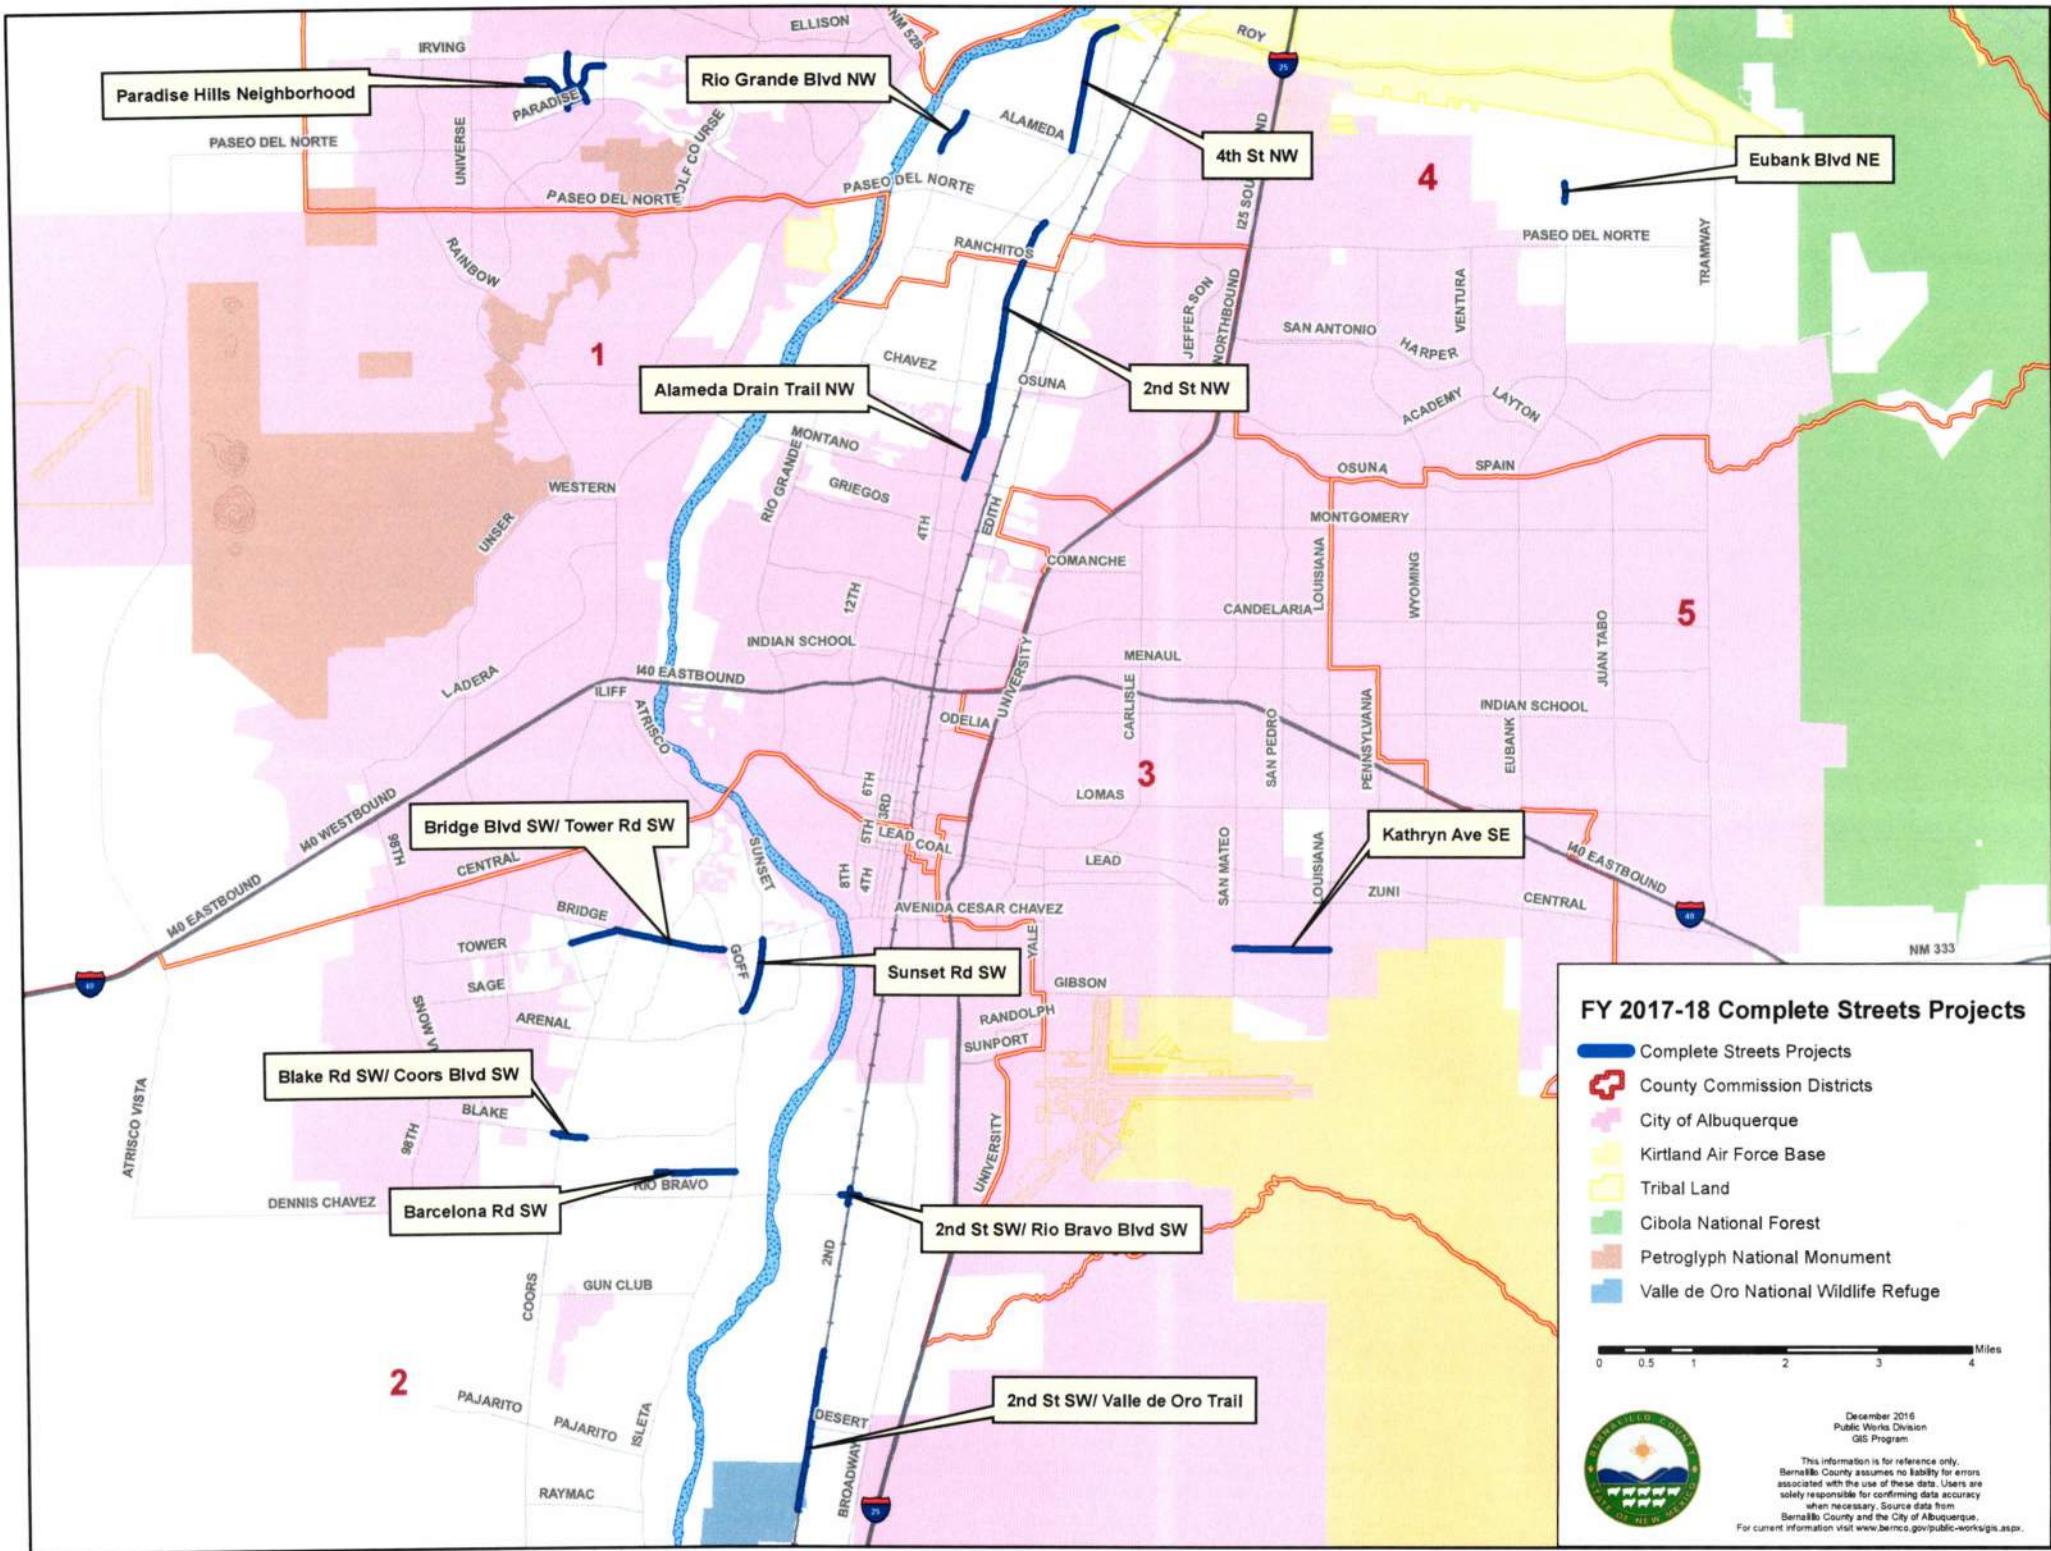 ELLISON
NM 528
IRVING
ROY
25
Paradise Hills Neighborhood
Rio Grande Blvd NW
PARADISE
ALAMEDA
4th St NW
Eubank Blvd NE
PASEO DEL NORTE
UNIVERSE
4
PASEO DEL NORTE
PASEO DEL NORTE
PASEO DEL NORTE
TRAMWAY
RANCHITOS
RAINBOW
JEFFERSON
NORTHBOUND
VENTURA
SAN ANTONIO
HARPER
1
CHAVEZ
OSUNA
Alameda Drain Trail NW
2nd St NW
ACADEMY
LAYTON
MONTANO
RIO GRANDE
GRIEGOS
OSUNA
SPAIN
WESTERN
UNSER
4TH
EDITH
MONTGOMERY
COMANCHE
LOUISIANA
WYOMING
12TH
CANDELARIA
5
JUAN TABO
INDIAN SCHOOL
UNIVERSITY
MENAUL
LADERA
I40 EASTBOUND
ILIFF
ATRISCO
ODELIA
CARLISLE
SAN PEDRO
PENNSYLVANIA
INDIAN SCHOOL
EUBANK
3
6TH
LOMAS
I40 WESTBOUND
98TH
Bridge Blvd SW/ Tower Rd SW
3RD
5TH
LEAD
COAL
Kathryn Ave SE
CENTRAL
SUNSET
8TH
4TH
LEAD
SAN MATEO
LOUISIANA
ZUNI
I40 EASTBOUND
CENTRAL
I40 EASTBOUND
BRIDGE
AVENIDA CESAR CHAVEZ
40
TOWER
GOFF
YALE
NM 333
40
SAGE
Sunset Rd SW
GIBSON
ARENAL
RANDOLPH
SUNPORT
Blake Rd SW/ Coors Blvd SW
ATRISCO VISTA
BLAKE
98TH
UNIVERSITY
DENNIS CHAVEZ
Barcelona Rd SW
RIO BRAVO
2nd St SW/ Rio Bravo Blvd SW
2ND
COORS
GUN CLUB
2
PAJARITO
PAJARITO
ISLETA
2nd St SW/ Valle de Oro Trail
DESERT
BROADWAY
RAYMAC
25
FY 2017-18 Complete Streets Projects
Complete Streets Projects
County Commission Districts
City of Albuquerque
Kirtland Air Force Base
Tribal Land
Cibola National Forest
Petroglyph National Monument
Valle de Oro National Wildlife Refuge
Miles
0 0.5 1 2 3 4
BERNALILLO COUNTY
STATE OF NEW MEXICO
December 2016
Public Works Division
GIS Program
This information is for reference only.
Bernalillo County assumes no liability for errors
associated with the use of these data. Users are
solely responsible for confirming data accuracy
when necessary. Source data from
Bernalillo County and the City of Albuquerque.
For current information visit www.bernco.gov/public-works/gis.aspx.